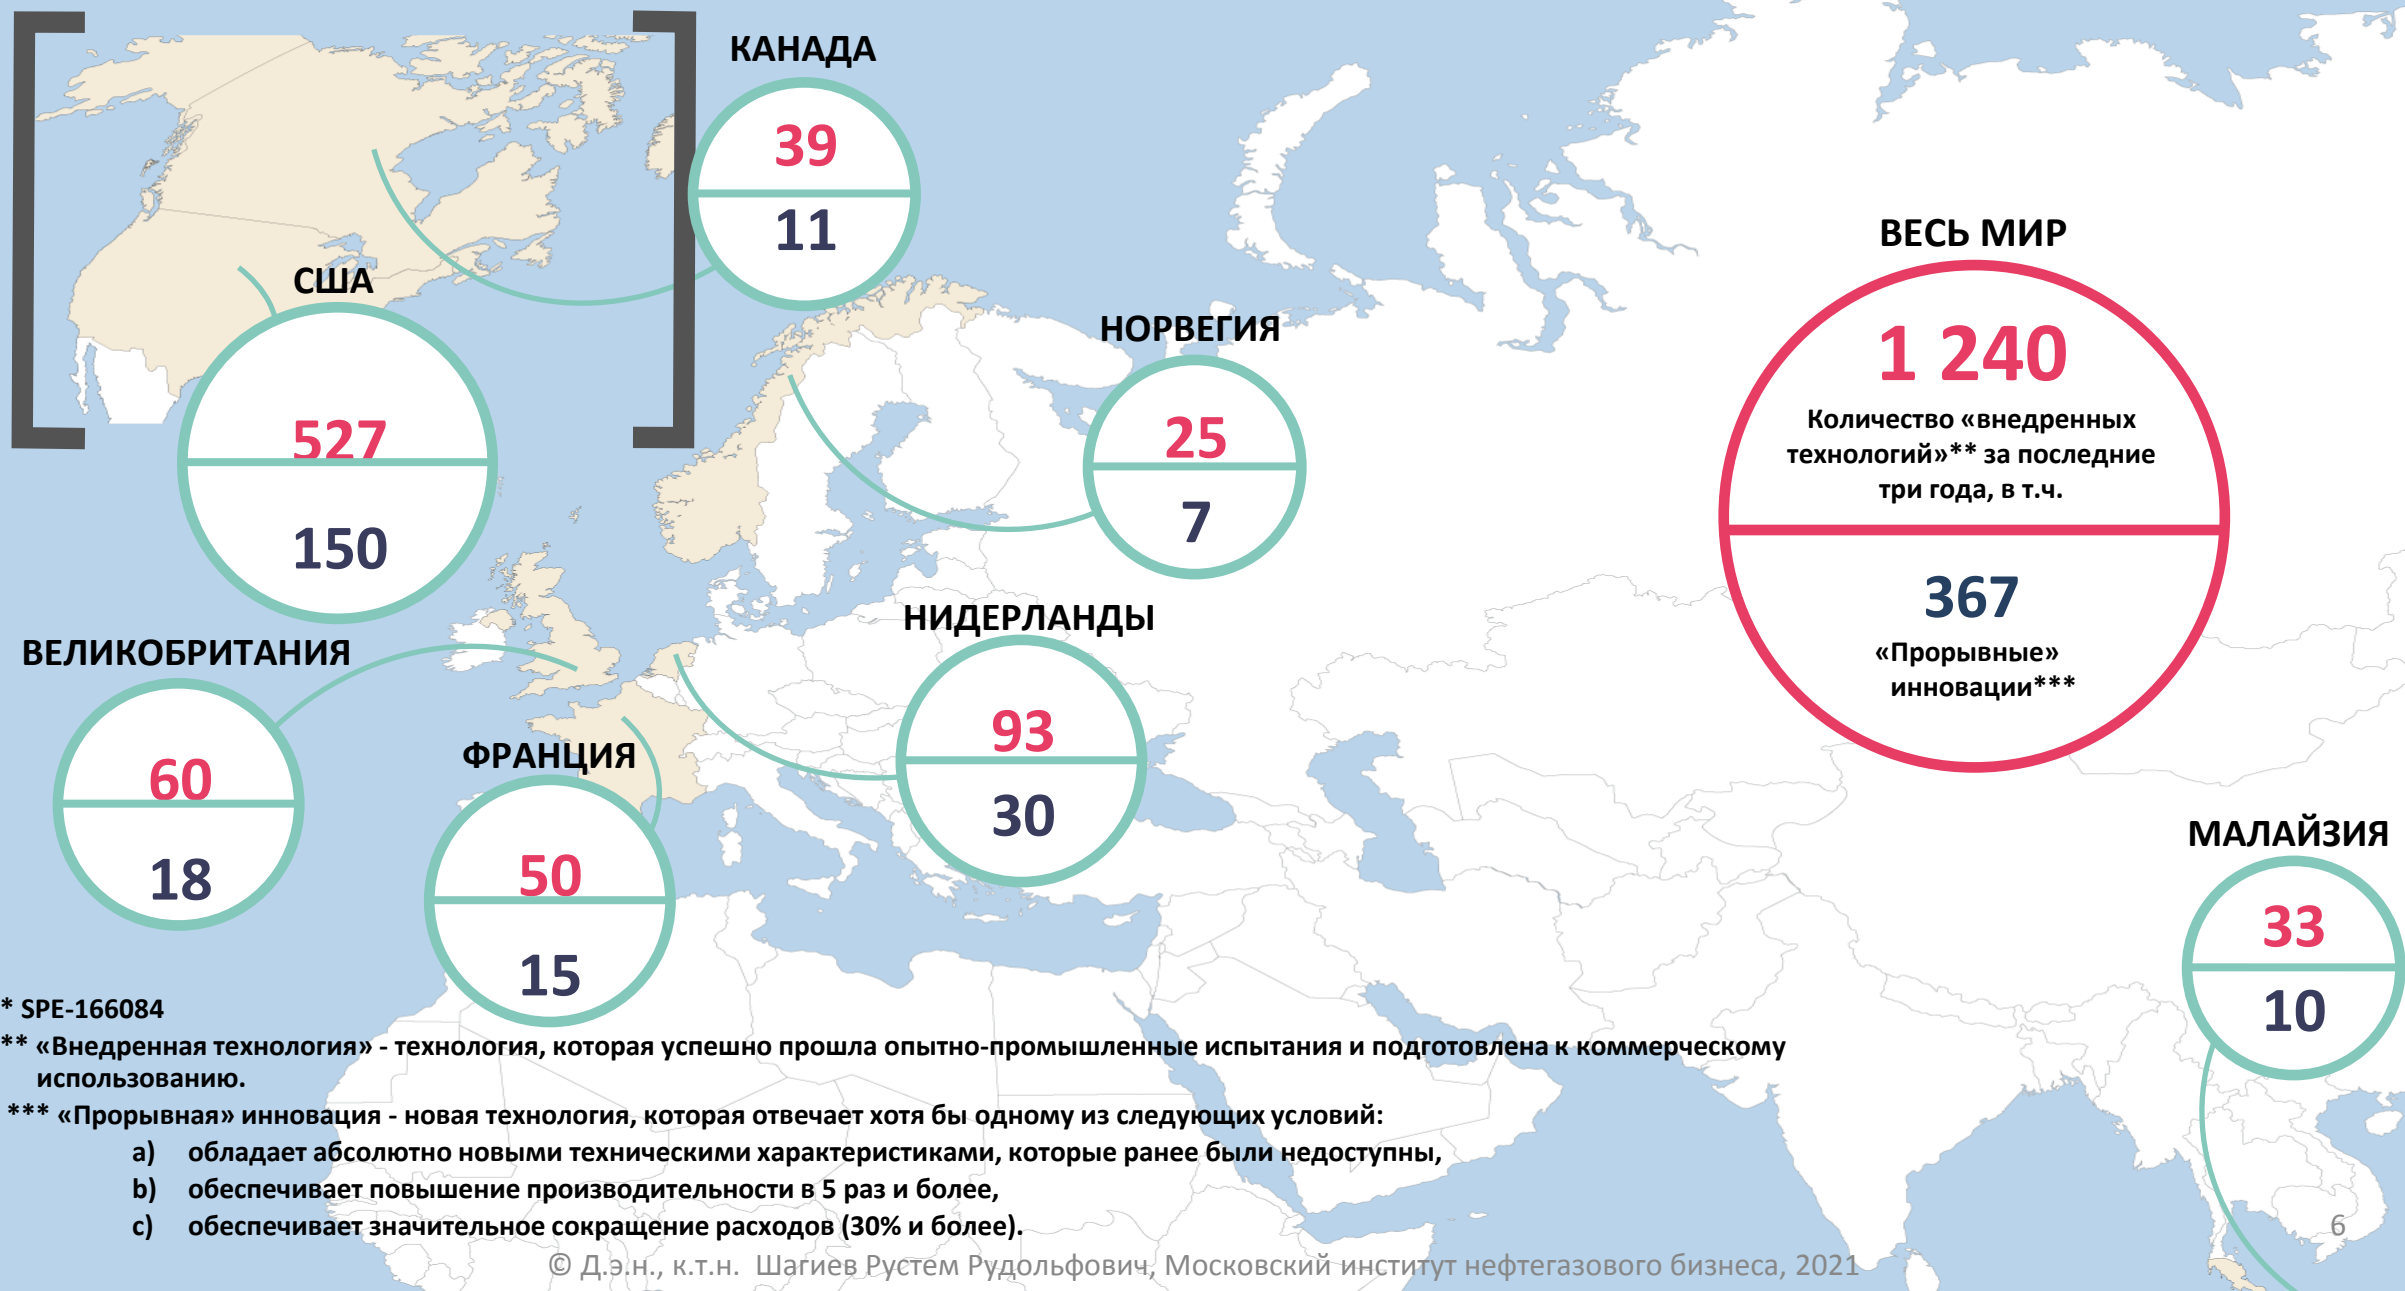 КАНАДА
39
11
США
527
150
НОРВЕГИЯ
25
7
ВЕСЬ МИР
1 240
Количество «внедренных
технологий»** за последние
три года, в т.ч.
367
«Прорывные»
инновации***
ВЕЛИКОБРИТАНИЯ
60
18
ФРАНЦИЯ
50
15
НИДЕРЛАНДЫ
93
30
МАЛАЙЗИЯ
33
10
* SPE-166084
** «Внедренная технология» - технология, которая успешно прошла опытно-промышленные испытания и подготовлена к коммерческому
использованию.
*** «Прорывная» инновация - новая технология, которая отвечает хотя бы одному из следующих условий:
a) обладает абсолютно новыми техническими характеристиками, которые ранее были недоступны,
b) обеспечивает повышение производительности в 5 раз и более,
c) обеспечивает значительное сокращение расходов (30% и более).
6
© Д.э.н., к.т.н. Шагиев Рустем Рудольфович, Московский институт нефтегазового бизнеса, 2021